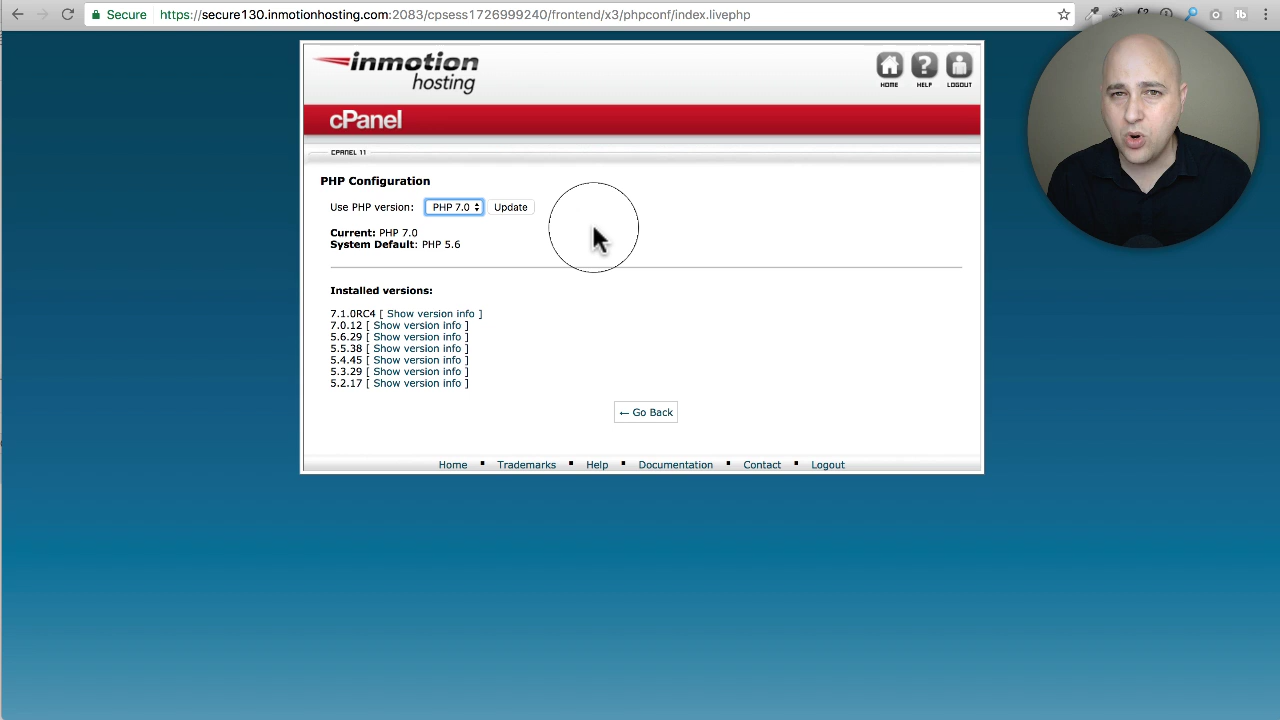 Secure https://secure130.inmotionhosting.com:2083/cpsess1726999240/frontend/x3/phpconf/index.livephp
inmotion
hosting
HOME HELP LOGOUT
cPanel
CPANEL 11
PHP Configuration
Use PHP version: PHP 7.0 Update
Current: PHP 7.0
System Default: PHP 5.6
Installed versions:
7.1.0RC4 [ Show version info ]
7.0.12 [ Show version info ]
5.6.29 [ Show version info ]
5.5.38 [ Show version info ]
5.4.45 [ Show version info ]
5.3.29 [ Show version info ]
5.2.17 [ Show version info ]
← Go Back
Home ▪ Trademarks ▪ Help ▪ Documentation ▪ Contact ▪ Logout